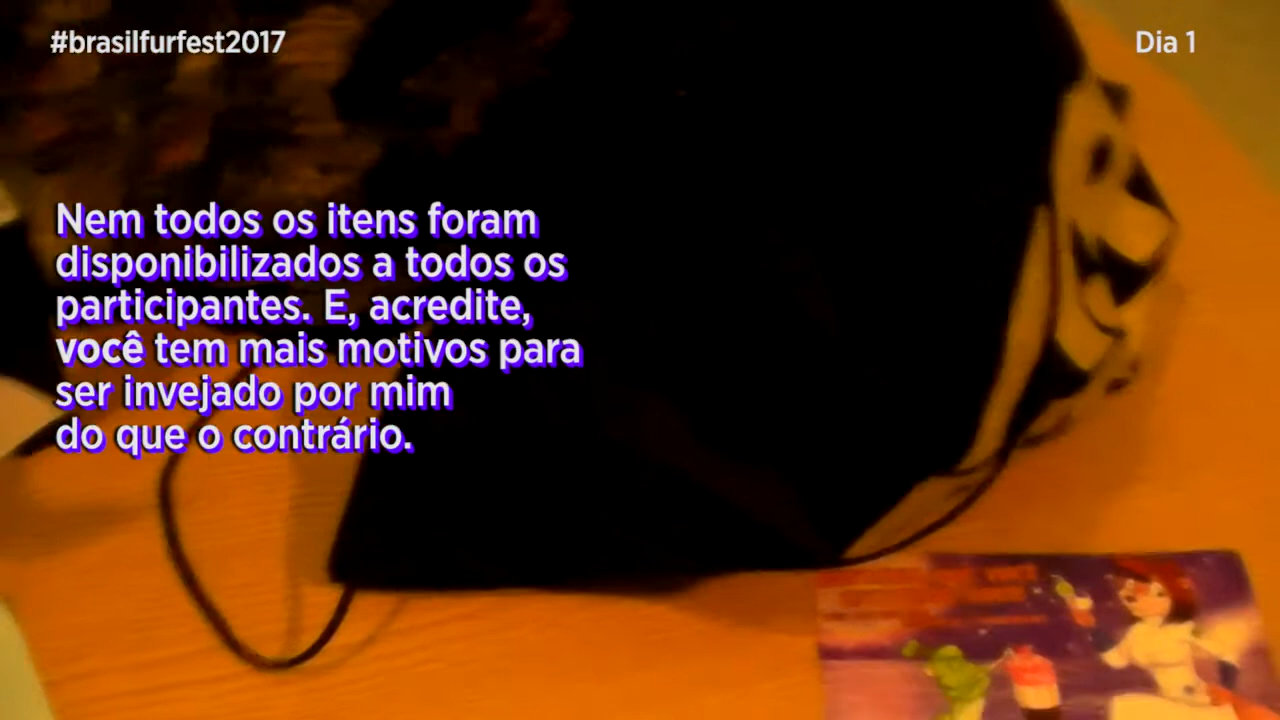 #brasilfurfest2017
Dia 1
Nem todos os itens foram
disponibilizados a todos os
participantes. E, acredite,
você tem mais motivos para
ser invejado por mim
do que o contrário.